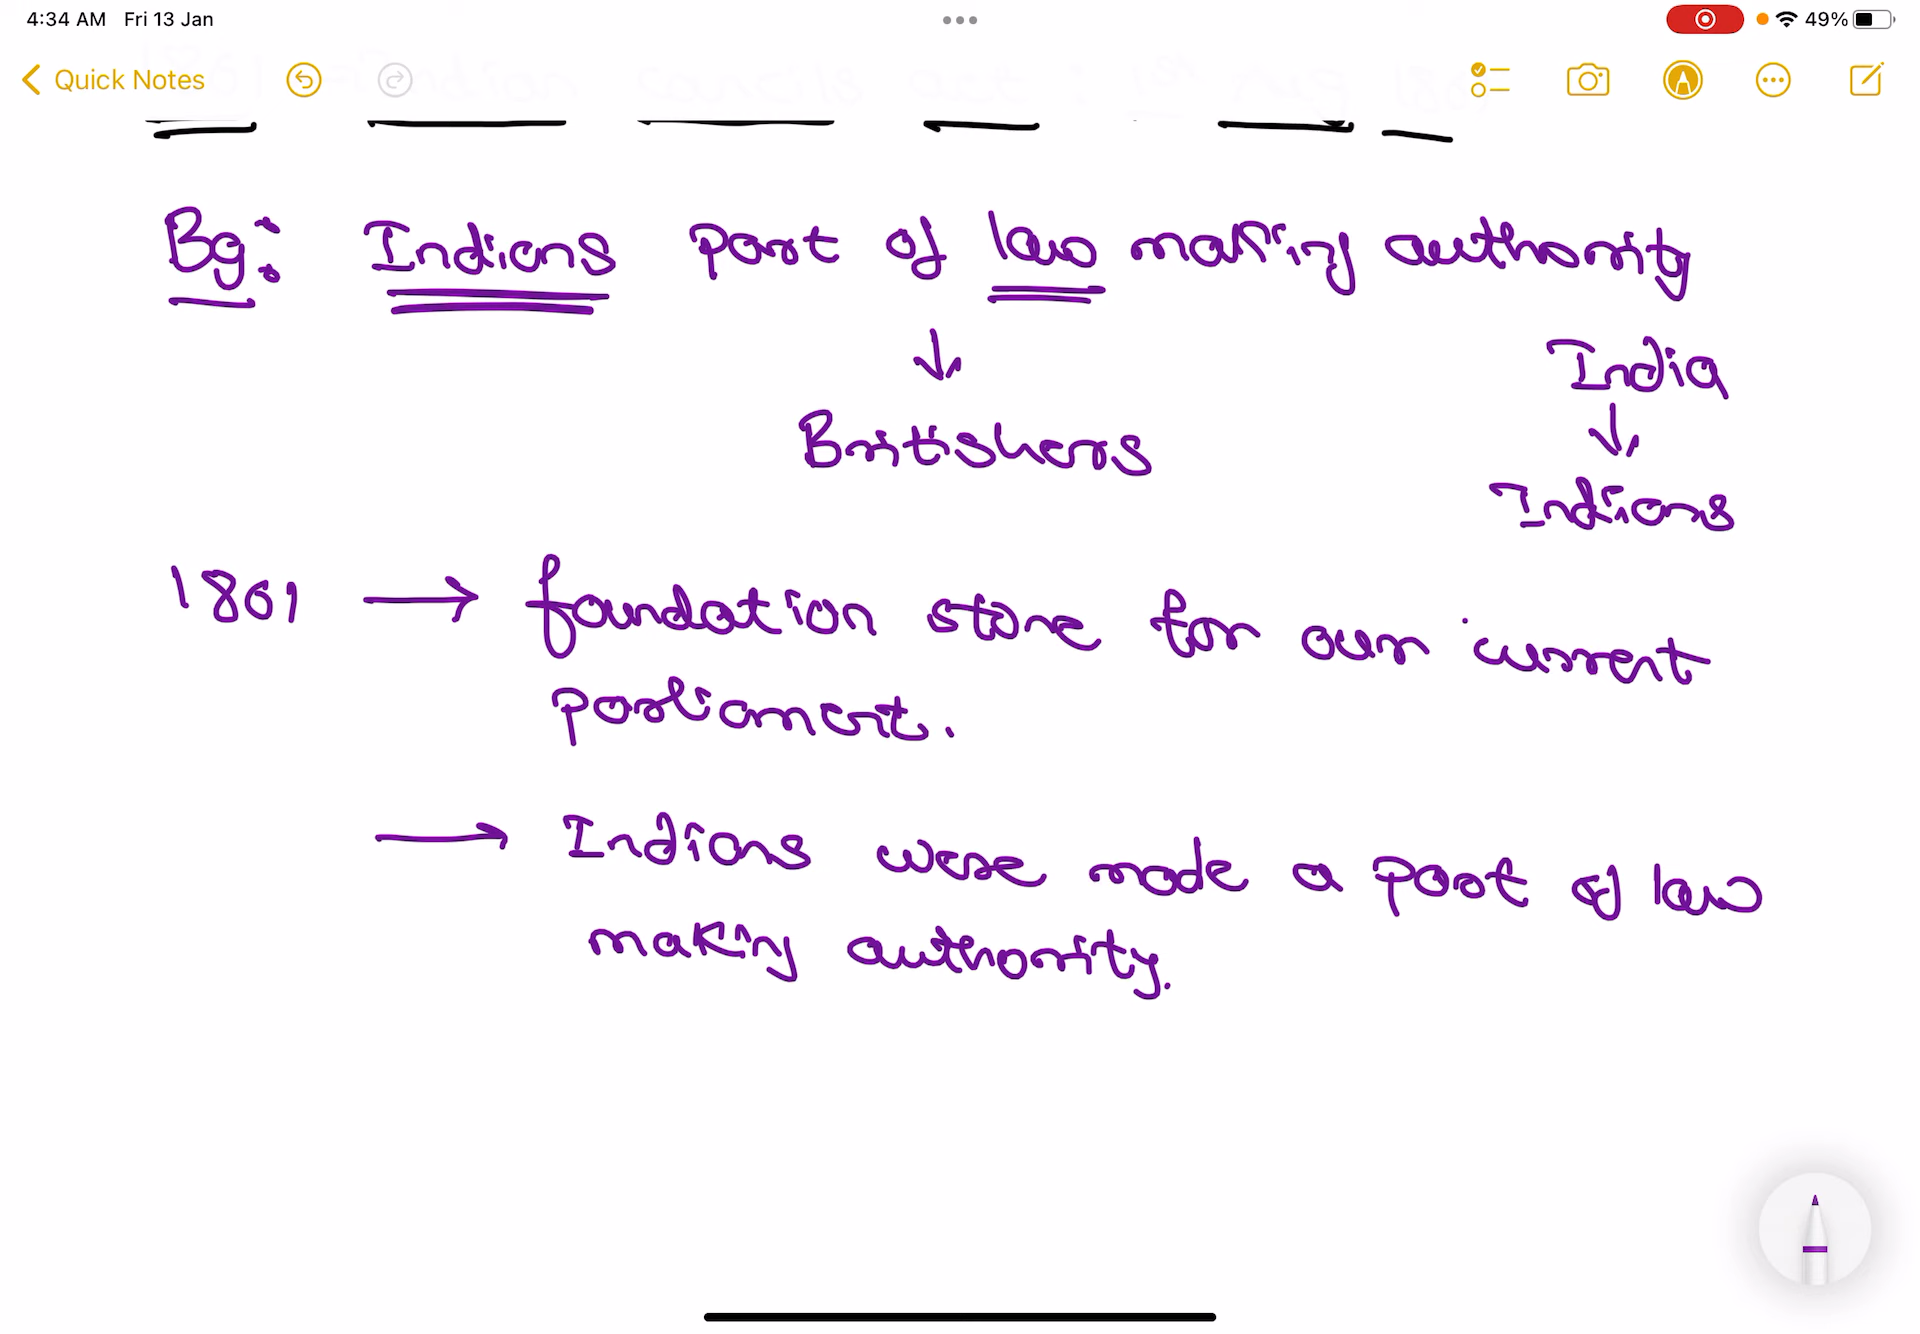 4:34 AM Fri 13 Jan
49%
Quick Notes
Bg: Indians part of law making authority
↓
Britishers
India
↓
Indians
1861 → foundation stone for our current
parliament.
→ Indians were made a part of law
making authority.